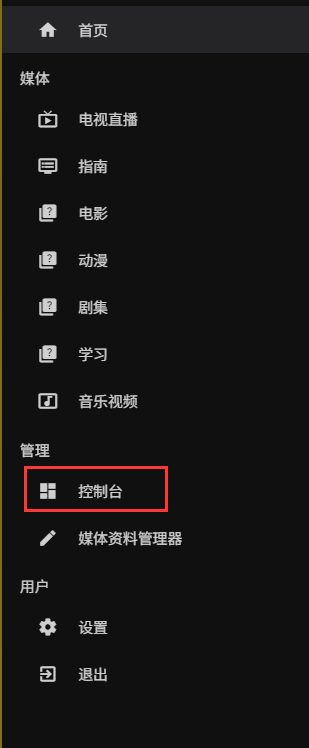 首页
媒体
电视直播
指南
电影
动漫
剧集
学习
音乐视频
管理
控制台
媒体资料管理器
用户
设置
退出